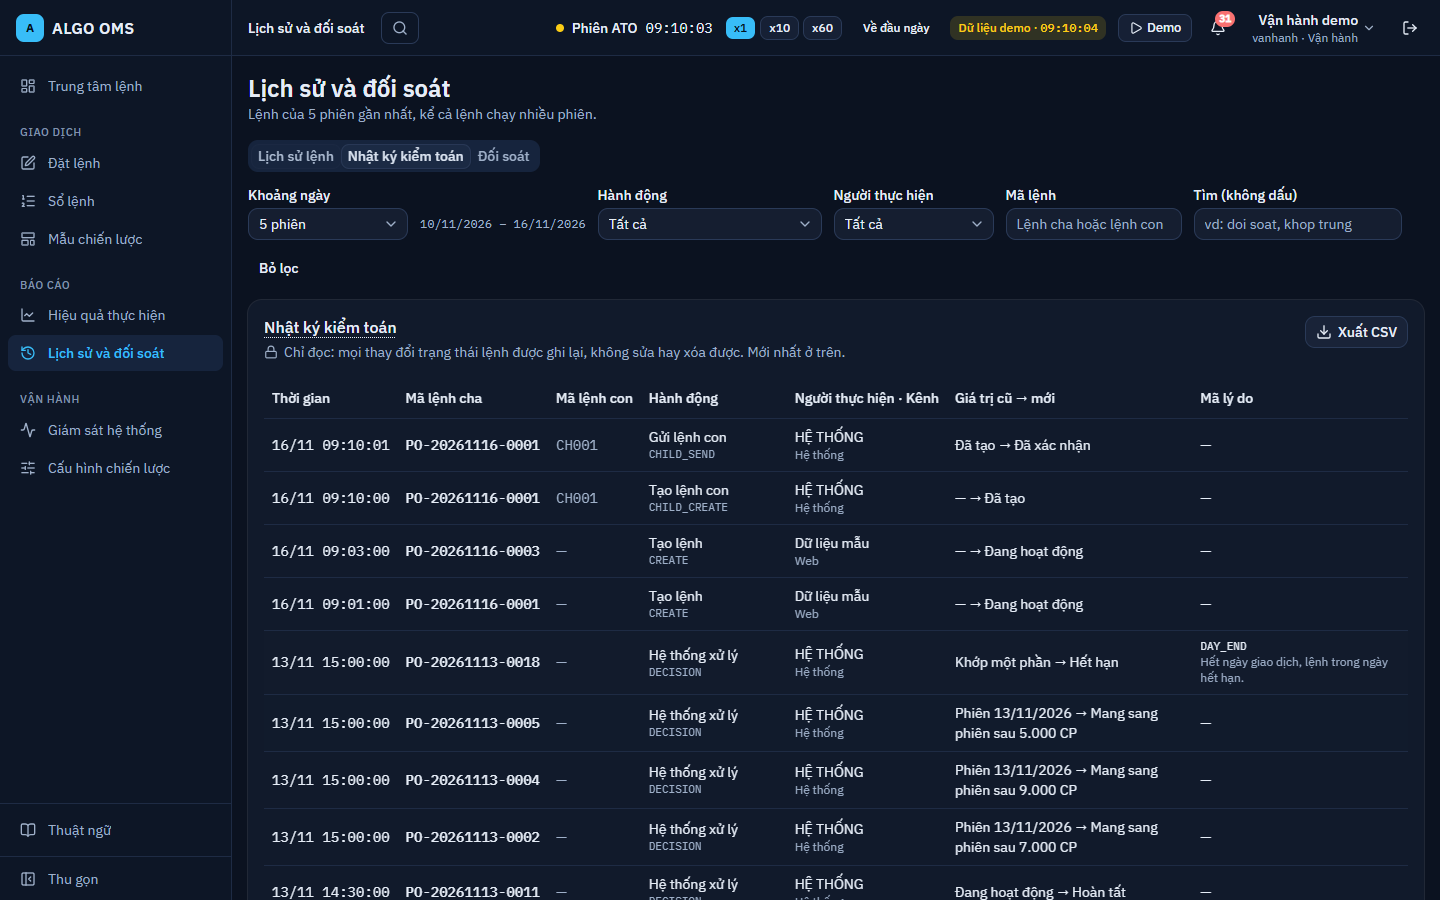 A ALGO OMS
Lịch sử và đối soát
Phiên ATO 09:10:03 x1 x10 x60 Về đầu ngày Dữ liệu demo · 09:10:04 Demo 31
Vận hành demo
vanhanh · Vận hành
Trung tâm lệnh
GIAO DỊCH
Đặt lệnh
Sổ lệnh
Mẫu chiến lược
BÁO CÁO
Hiệu quả thực hiện
Lịch sử và đối soát
VẬN HÀNH
Giám sát hệ thống
Cấu hình chiến lược
Thuật ngữ
Thu gọn
Lịch sử và đối soát
Lệnh của 5 phiên gần nhất, kể cả lệnh chạy nhiều phiên.
Lịch sử lệnh Nhật ký kiểm toán Đối soát
Khoảng ngày Hành động Người thực hiện Mã lệnh Tìm (không dấu)
5 phiên 10/11/2026 – 16/11/2026 Tất cả Tất cả Lệnh cha hoặc lệnh con vd: doi soat, khop trung
Bỏ lọc
Nhật ký kiểm toán
Chỉ đọc: mọi thay đổi trạng thái lệnh được ghi lại, không sửa hay xóa được. Mới nhất ở trên.
Xuất CSV
Thời gian Mã lệnh cha Mã lệnh con Hành động Người thực hiện · Kênh Giá trị cũ → mới Mã lý do
16/11 09:10:01 PO-20261116-0001 CH001 Gửi lệnh con HỆ THỐNG Đã tạo → Đã xác nhận —
CHILD_SEND Hệ thống
16/11 09:10:00 PO-20261116-0001 CH001 Tạo lệnh con HỆ THỐNG — → Đã tạo —
CHILD_CREATE Hệ thống
16/11 09:03:00 PO-20261116-0003 — Tạo lệnh Dữ liệu mẫu — → Đang hoạt động —
CREATE Web
16/11 09:01:00 PO-20261116-0001 — Tạo lệnh Dữ liệu mẫu — → Đang hoạt động —
CREATE Web
13/11 15:00:00 PO-20261113-0018 — Hệ thống xử lý HỆ THỐNG Khớp một phần → Hết hạn DAY_END
DECISION Hệ thống Hết ngày giao dịch, lệnh trong ngày
hết hạn.
13/11 15:00:00 PO-20261113-0005 — Hệ thống xử lý HỆ THỐNG Phiên 13/11/2026 → Mang sang —
DECISION Hệ thống phiên sau 5.000 CP
13/11 15:00:00 PO-20261113-0004 — Hệ thống xử lý HỆ THỐNG Phiên 13/11/2026 → Mang sang —
DECISION Hệ thống phiên sau 9.000 CP
13/11 15:00:00 PO-20261113-0002 — Hệ thống xử lý HỆ THỐNG Phiên 13/11/2026 → Mang sang —
DECISION Hệ thống phiên sau 7.000 CP
13/11 14:30:00 PO-20261113-0011 — Hệ thống xử lý HỆ THỐNG Đang hoạt động → Hoàn tất —